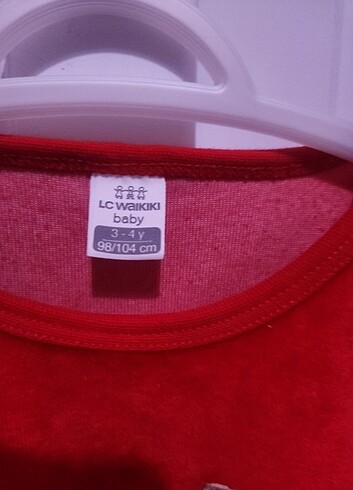 LC WAIKIKI
baby
3 - 4 y
98/104 cm